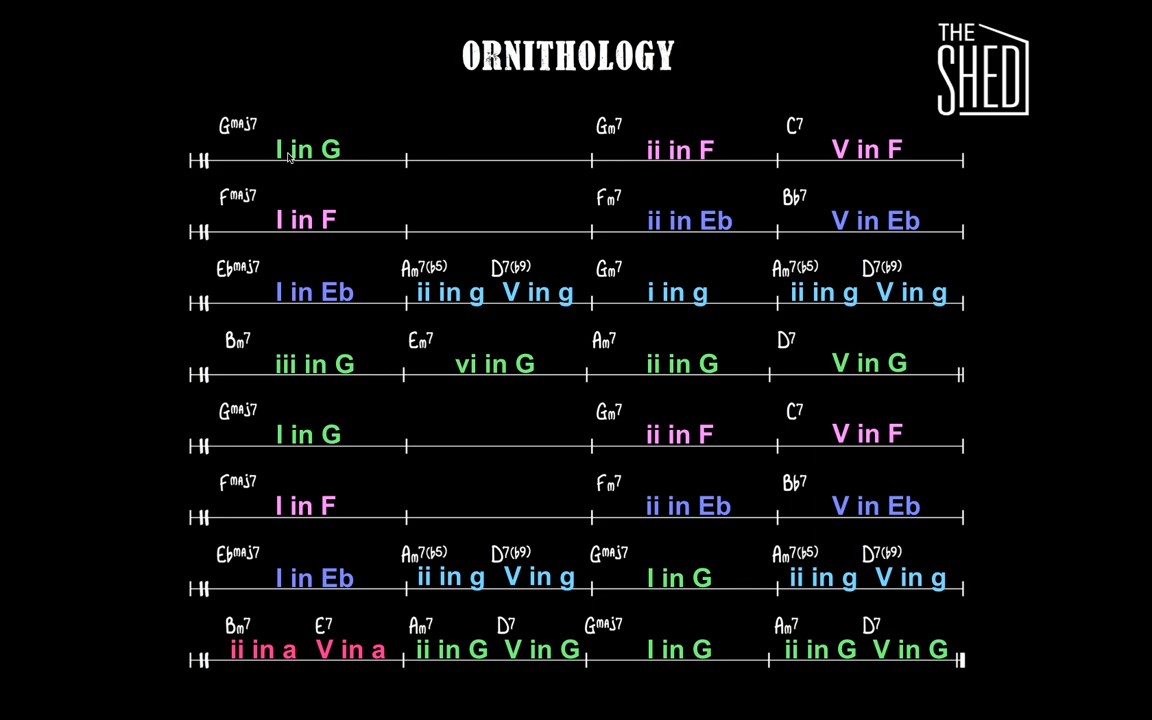 ORNITHOLOGY
THE
SHED
Gmaj7 Gm7 C7
I in G ii in F V in F
Fmaj7 Fm7 Bb7
I in F ii in Eb V in Eb
Ebmaj7 Am7(b5) D7(b9) Gm7 Am7(b5) D7(b9)
I in Eb ii in g V in g i in g ii in g V in g
Bm7 Em7 Am7 D7
iii in G vi in G ii in G V in G
Gmaj7 Gm7 C7
I in G ii in F V in F
Fmaj7 Fm7 Bb7
I in F ii in Eb V in Eb
Ebmaj7 Am7(b5) D7(b9) Gmaj7 Am7(b5) D7(b9)
I in Eb ii in g V in g I in G ii in g V in g
Bm7 E7 Am7 D7 Gmaj7 Am7 D7
ii in a V in a ii in G V in G I in G ii in G V in G